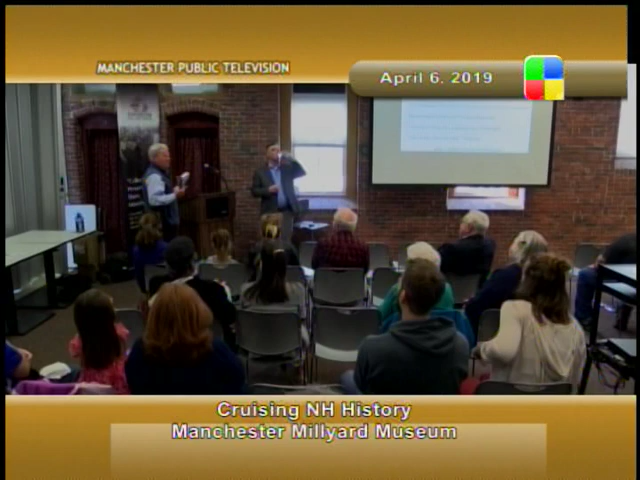 MANCHESTER PUBLIC TELEVISION
April 6, 2019
Cruising NH History
Manchester Millyard Museum